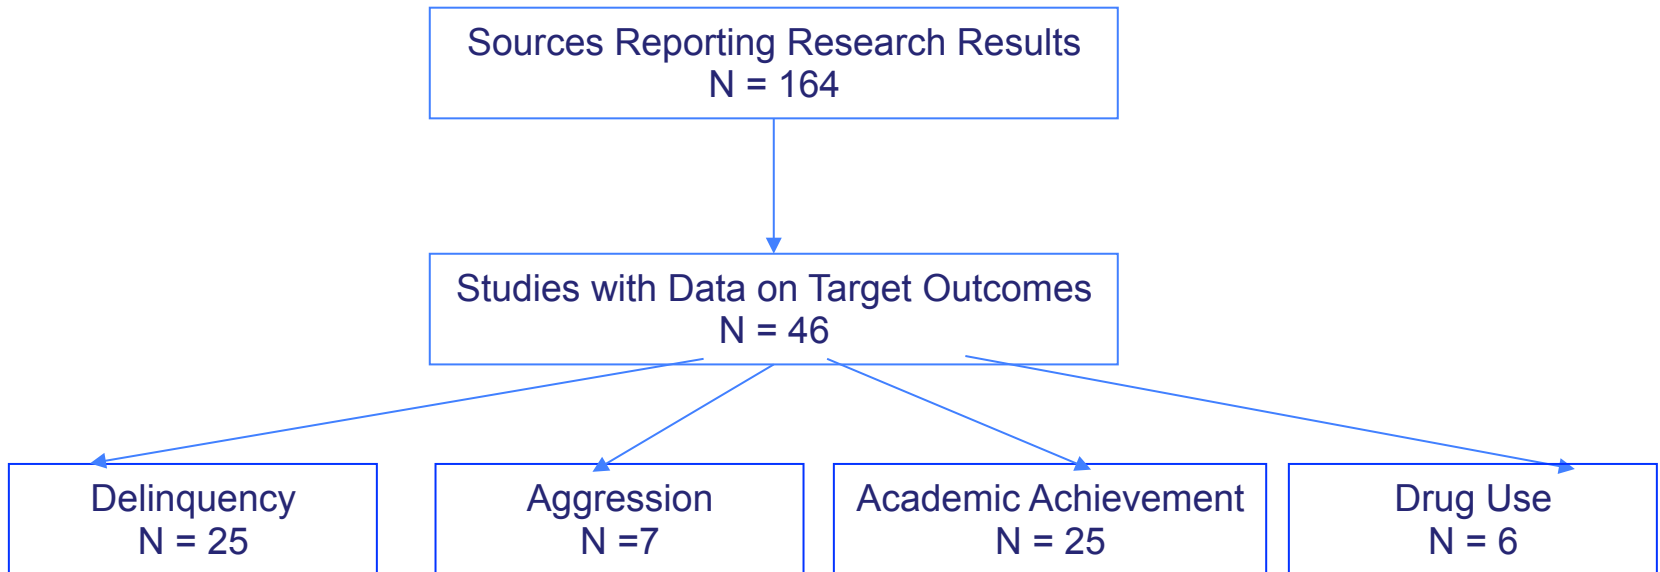 Sources Reporting Research Results
N = 164
Studies with Data on Target Outcomes
N = 46
Delinquency
N = 25
Aggression
N =7
Academic Achievement
N = 25
Drug Use
N = 6